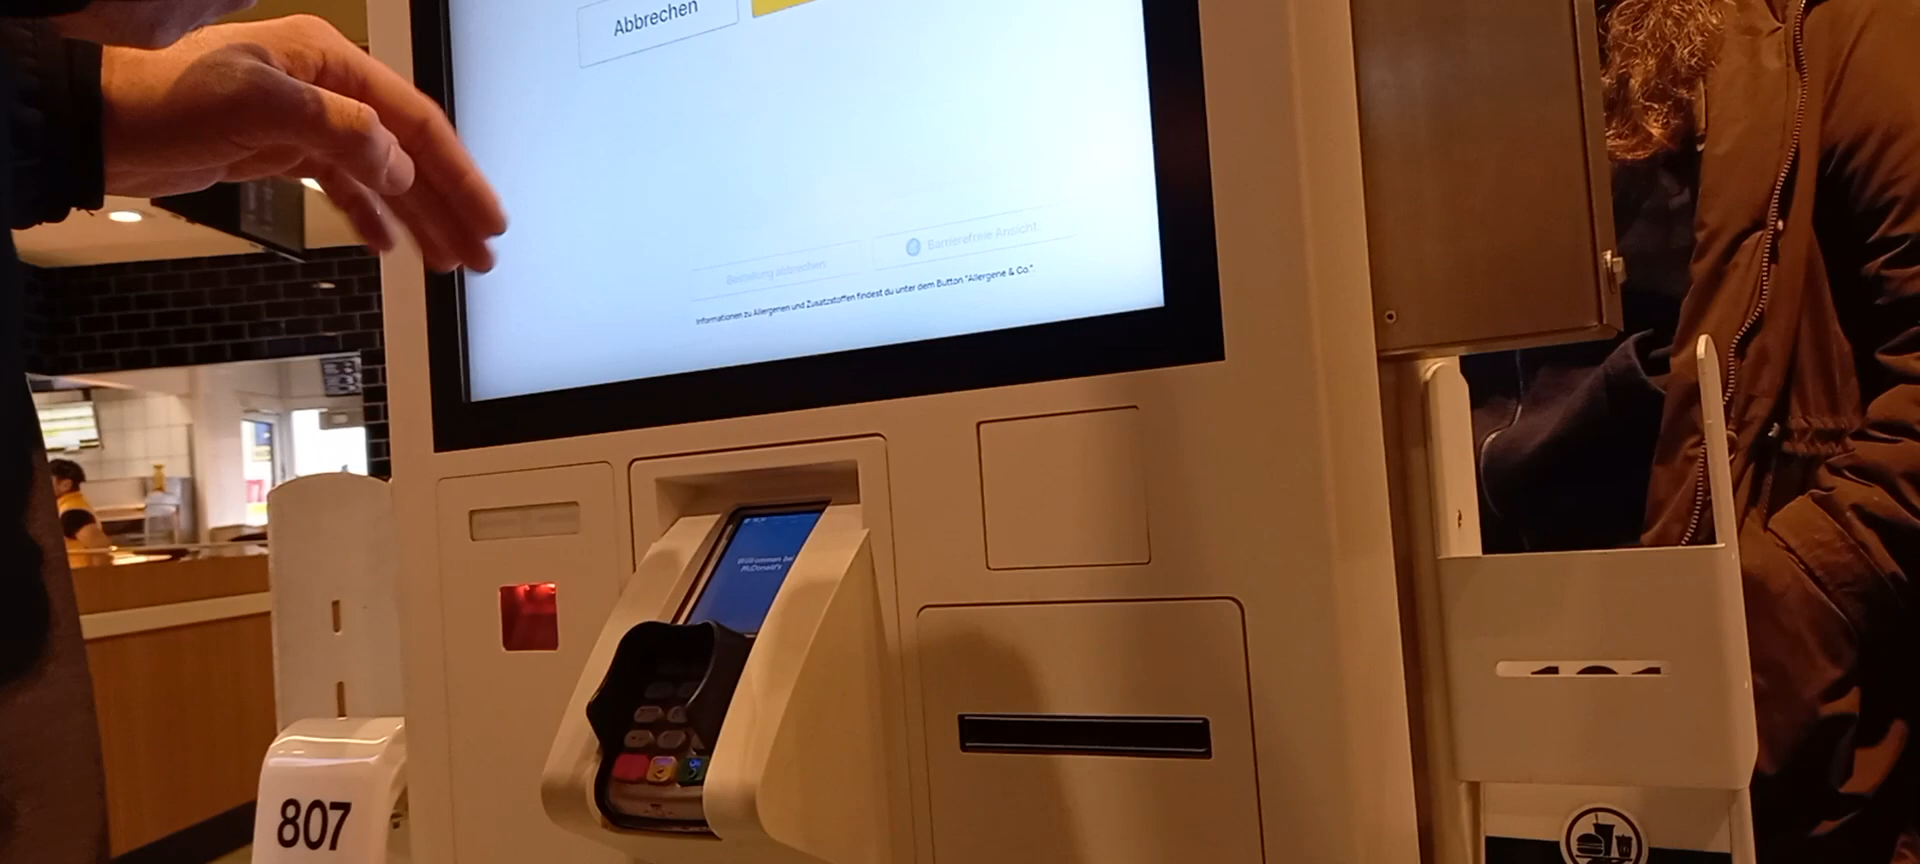 Abbrechen
Bestellung abbrechen
Barrierefreie Ansicht
Informationen zu Allergenen und Zusatzstoffen findest du unter dem Button "Allergene & Co."
Willkommen bei
McDonald's
807